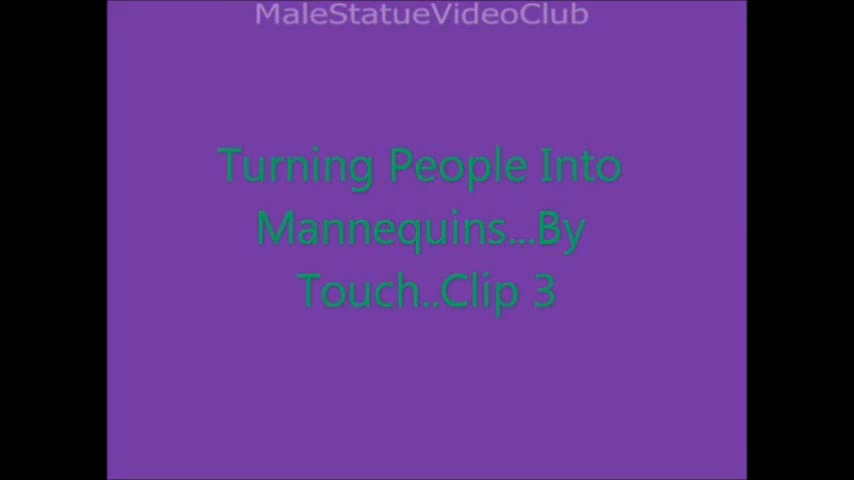 MaleStatueVideoClub
Turning People Into
Mannequins...By
Touch..Clip 3